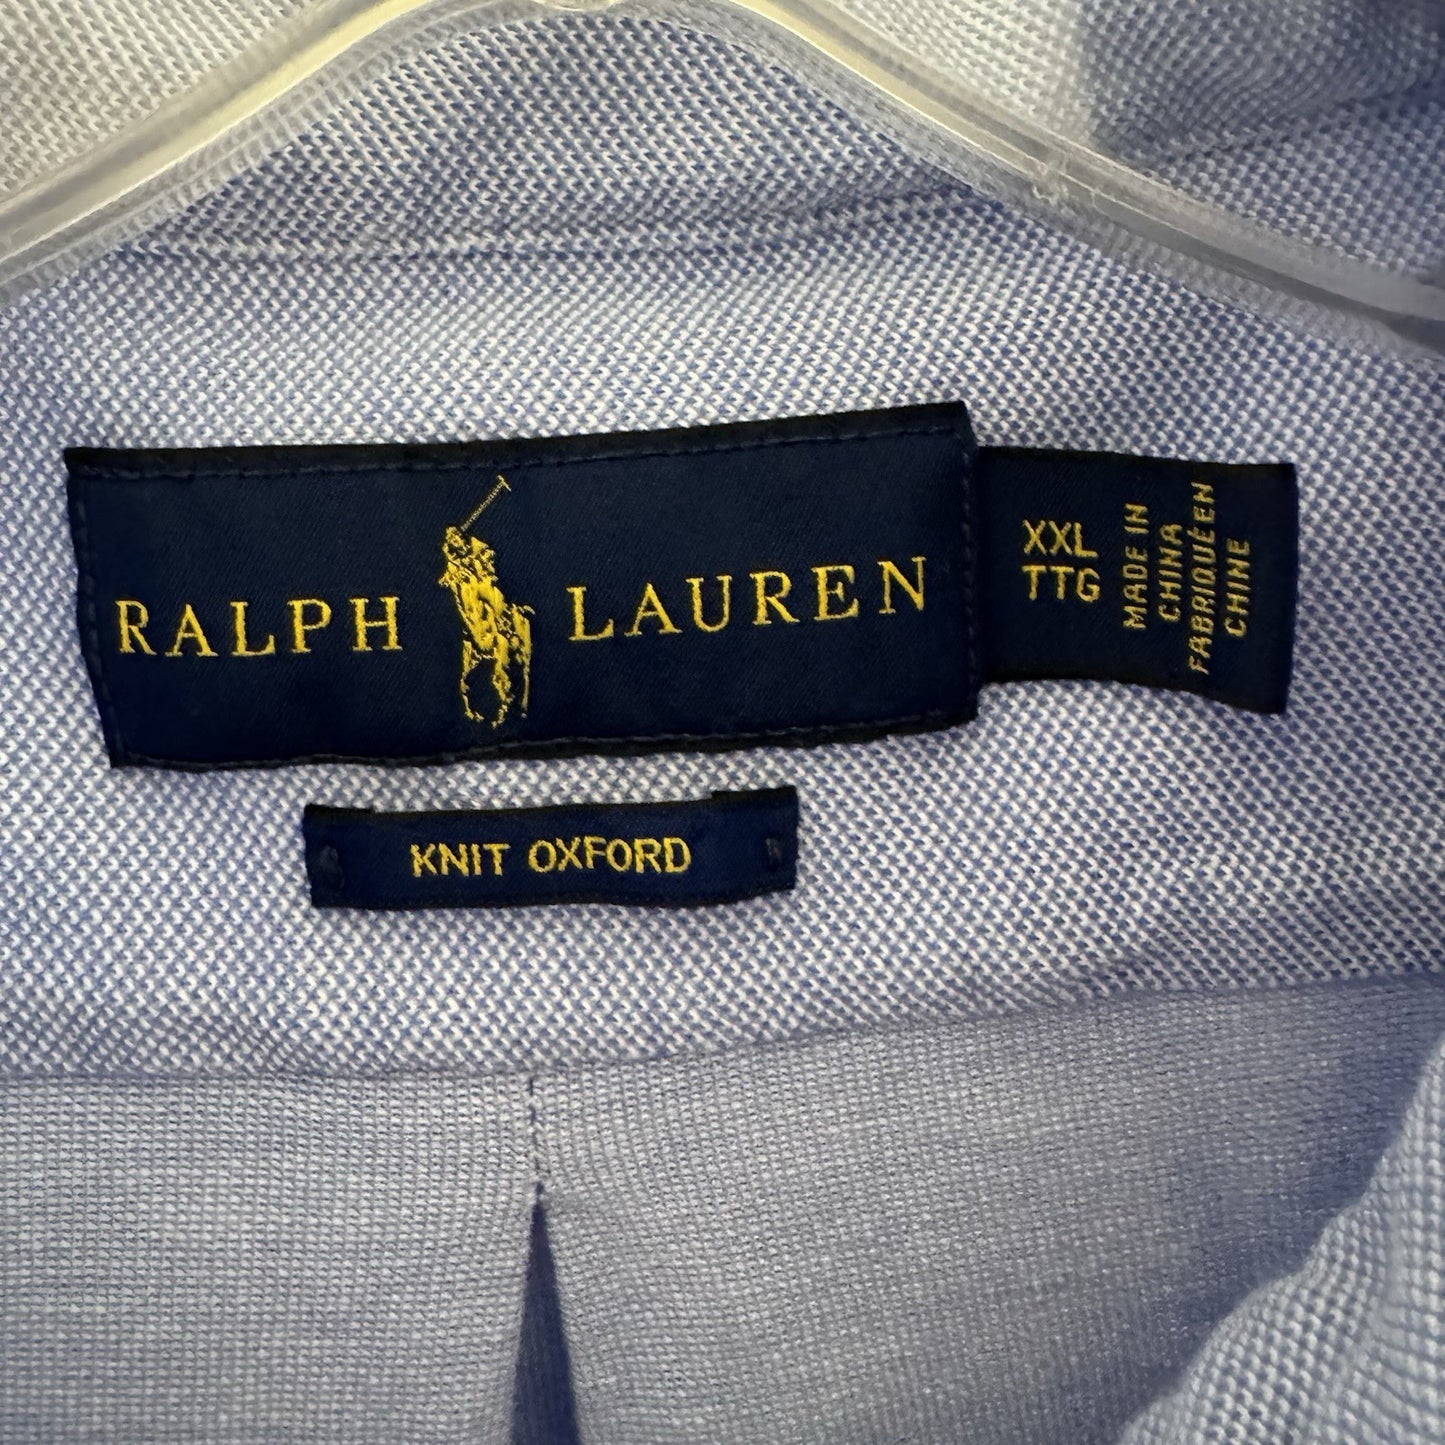 RALPH LAUREN
XXL
TTG
MADE IN
CHINA
FABRIQUÉ EN
CHINE
KNIT OXFORD